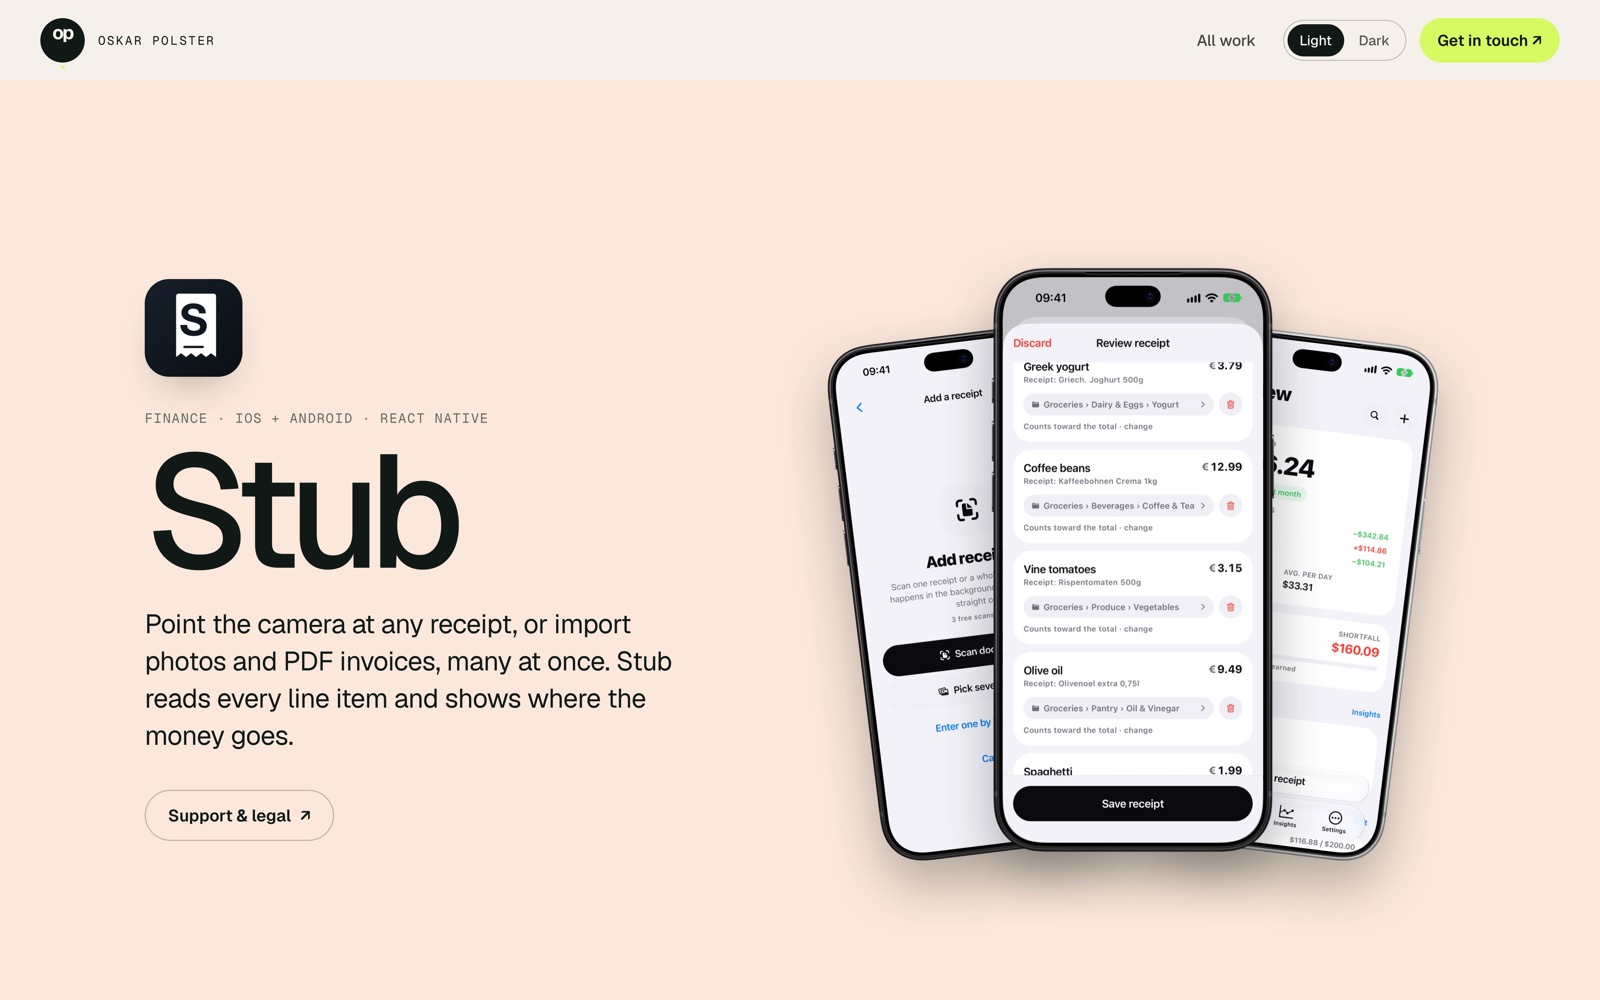 op
OSKAR POLSTER
All work
Light
Dark
Get in touch
S
FINANCE · IOS + ANDROID · REACT NATIVE
Stub
Point the camera at any receipt, or import
photos and PDF invoices, many at once. Stub
reads every line item and shows where the
money goes.
Support & legal
09:41
Add a receipt
Scan one receipt or a
happens in the background
straight
3 free scans
Scan
Pick
Enter one by
09:41
Discard
Review receipt
Greek yogurt
€ 3.79
Receipt: Griech. Joghurt 500g
Groceries › Dairy & Eggs › Yogurt
Counts toward the total · change
Coffee beans
€ 12.99
Receipt: Kaffeebohnen Crema 1kg
Groceries › Beverages › Coffee & Tea
Counts toward the total · change
Vine tomatoes
€ 3.15
Receipt: Rispentomaten 500g
Groceries › Produce › Vegetables
Counts toward the total · change
Olive oil
€ 9.49
Receipt: Olivenoel extra 0,75l
Groceries › Pantry › Oil & Vinegar
Counts toward the total · change
Spaghetti
€ 1.99
Save receipt
.24
month
−$342.84
+$114.86
−$104.21
AVG. PER DAY
$33.31
SHORTFALL
$160.09
earned
Insights
receipt
Insights
Settings
$116.88 / $200.00